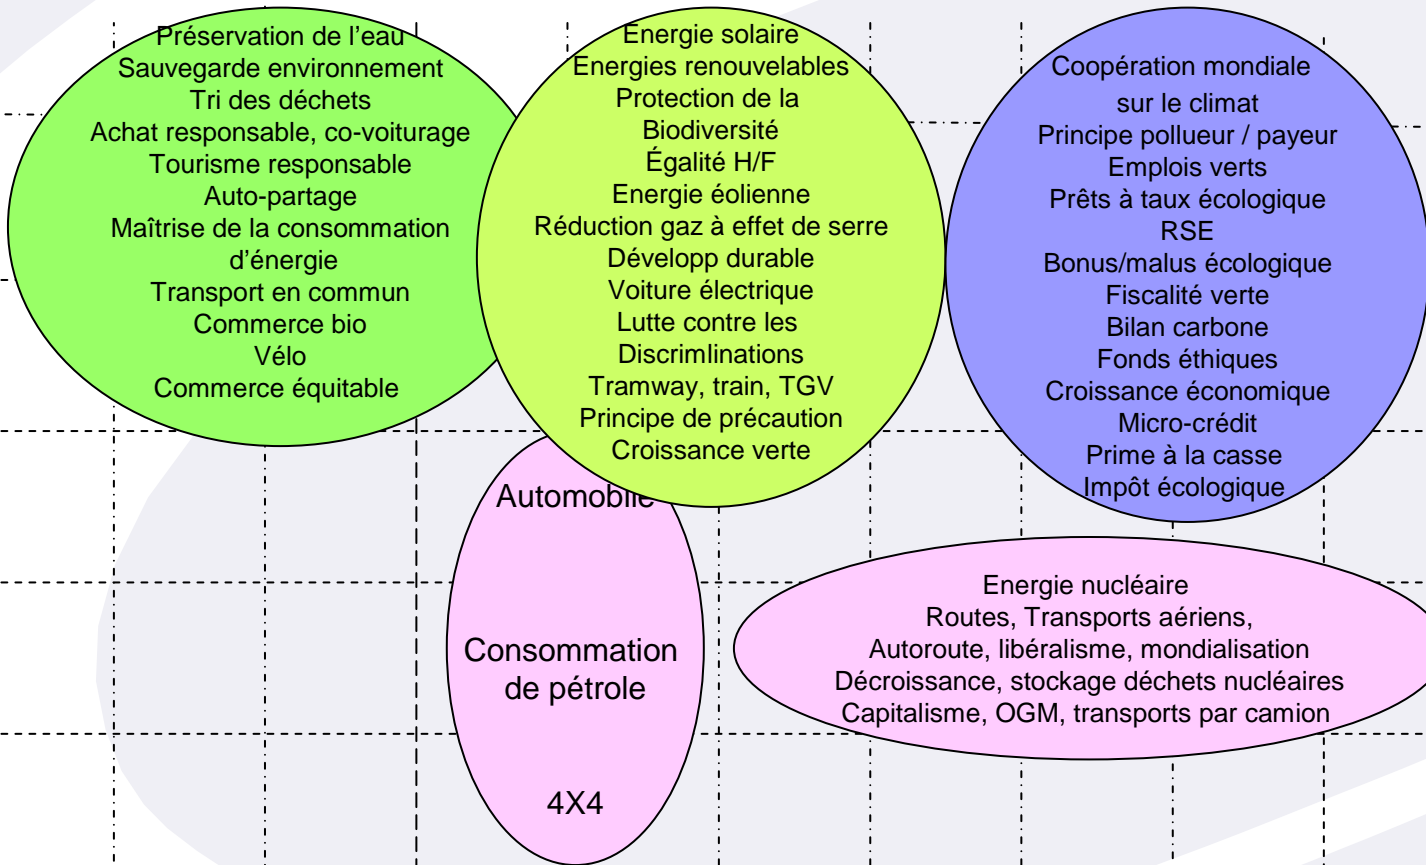 Préservation de l'eau
Sauvegarde environnement
Tri des déchets
Achat responsable, co-voiturage
Tourisme responsable
Auto-partage
Maîtrise de la consommation
d'énergie
Transport en commun
Commerce bio
Vélo
Commerce équitable
Energie solaire
Energies renouvelables
Protection de la
Biodiversité
Égalité H/F
Energie éolienne
Réduction gaz à effet de serre
Développ durable
Voiture électrique
Lutte contre les
Discrimlinations
Tramway, train, TGV
Principe de précaution
Croissance verte
Coopération mondiale
sur le climat
Principe pollueur / payeur
Emplois verts
Prêts à taux écologique
RSE
Bonus/malus écologique
Fiscalité verte
Bilan carbone
Fonds éthiques
Croissance économique
Micro-crédit
Prime à la casse
Impôt écologique
Automobile
Consommation
de pétrole
4X4
Energie nucléaire
Routes, Transports aériens,
Autoroute, libéralisme, mondialisation
Décroissance, stockage déchets nucléaires
Capitalisme, OGM, transports par camion